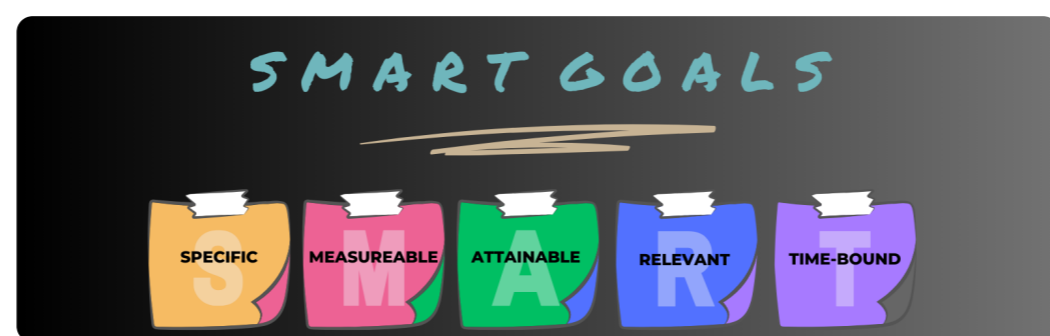 SMART GOALS
S M A R T
SPECIFIC MEASUREABLE ATTAINABLE RELEVANT TIME-BOUND